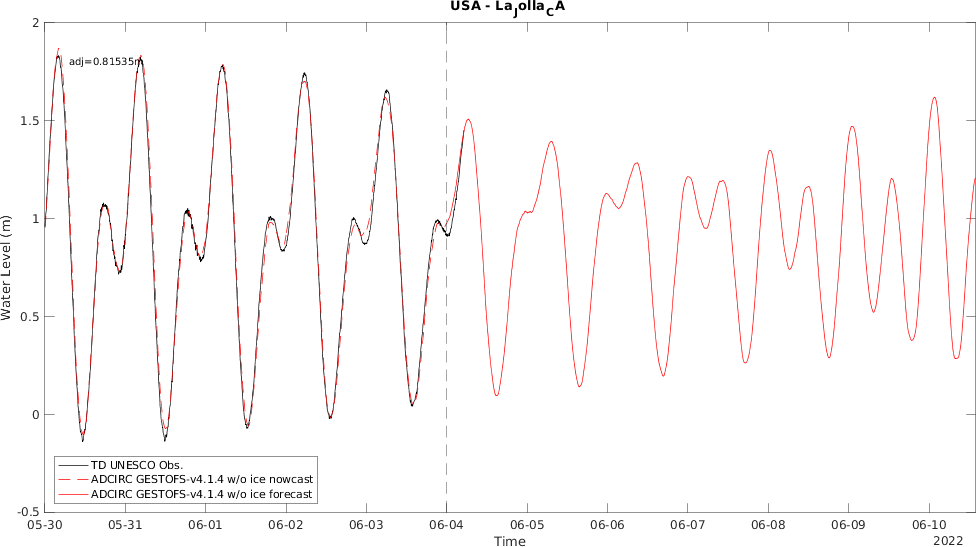 USA - LaJollaCA
2
adj=0.81535m
1.5
1
0.5
0
-0.5
Water Level (m)
TD UNESCO Obs.
ADCIRC GESTOFS-v4.1.4 w/o ice nowcast
ADCIRC GESTOFS-v4.1.4 w/o ice forecast
05-30 05-31 06-01 06-02 06-03 06-04 06-05 06-06 06-07 06-08 06-09 06-10
Time
2022